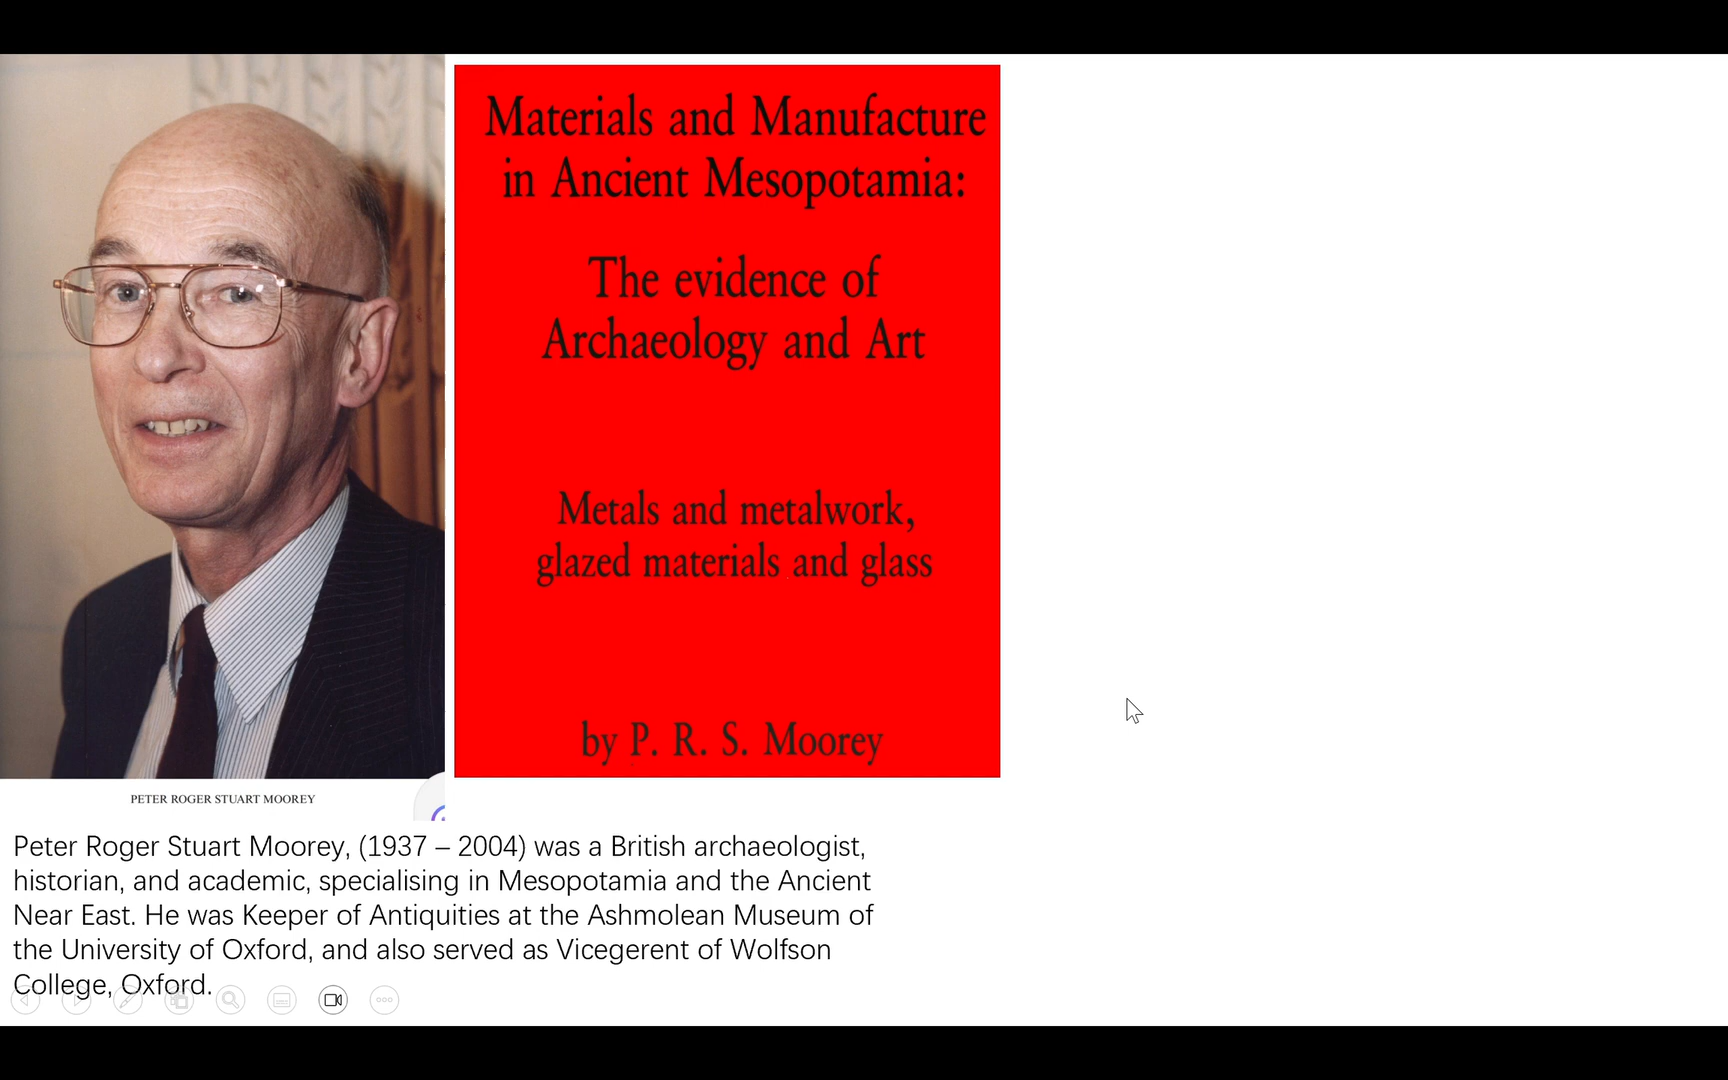 Materials and Manufacture
in Ancient Mesopotamia:
The evidence of
Archaeology and Art
Metals and metalwork,
glazed materials and glass
by P. R. S. Moorey
PETER ROGER STUART MOOREY
Peter Roger Stuart Moorey, (1937 – 2004) was a British archaeologist,
historian, and academic, specialising in Mesopotamia and the Ancient
Near East. He was Keeper of Antiquities at the Ashmolean Museum of
the University of Oxford, and also served as Vicegerent of Wolfson
College, Oxford.